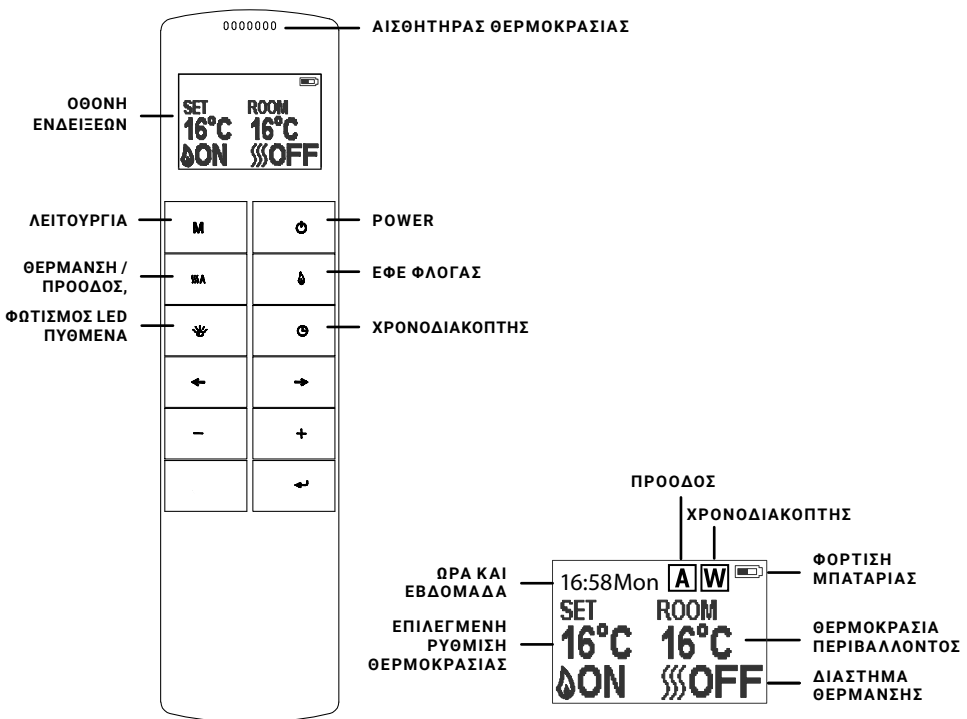 0000000
ΑΙΣΘΗΤΗΡΑΣ ΘΕΡΜΟΚΡΑΣΙΑΣ
ΟΘΟΝΗ
ΕΝΔΕΙΞΕΩΝ
SET ROOM
16°C 16°C
ON OFF
ΛΕΙΤΟΥΡΓΙΑ
M
POWER
ΘΕΡΜΑΝΣΗ /
ΠΡΟΟΔΟΣ,
A
ΕΦΕ ΦΛΟΓΑΣ
ΦΩΤΙΣΜΟΣ LED
ΠΥΘΜΕΝΑ
ΧΡΟΝΟΔΙΑΚΟΠΤΗΣ
- +
ΠΡΟΟΔΟΣ
ΧΡΟΝΟΔΙΑΚΟΠΤΗΣ
ΩΡΑ ΚΑΙ
ΕΒΔΟΜΑΔΑ
16:58Mon A W
ΦΟΡΤΙΣΗ
ΜΠΑΤΑΡΙΑΣ
ΕΠΙΛΕΓΜΕΝΗ
ΡΥΘΜΙΣΗ
ΘΕΡΜΟΚΡΑΣΙΑΣ
SET ROOM
16°C 16°C
ON OFF
ΘΕΡΜΟΚΡΑΣΙΑ
ΠΕΡΙΒΑΛΛΟΝΤΟΣ
ΔΙΑΣΤΗΜΑ
ΘΕΡΜΑΝΣΗΣ